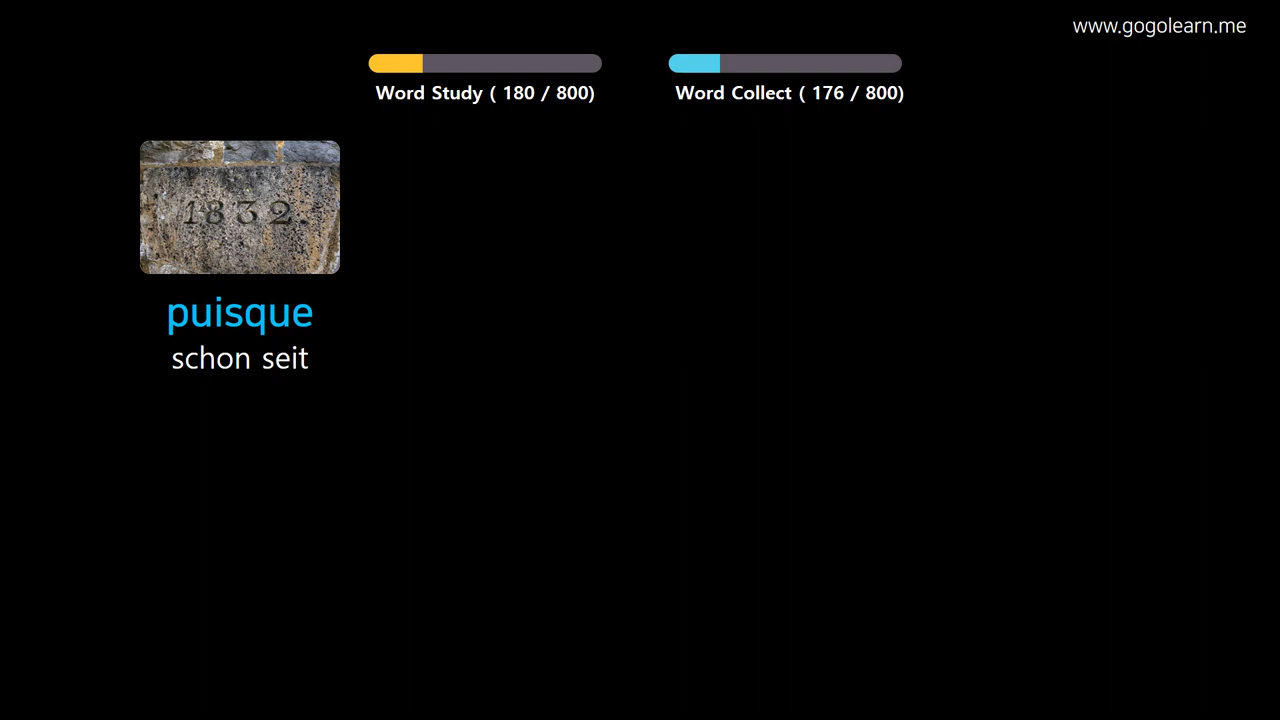 www.gogolearn.me
Word Study ( 180 / 800)
Word Collect ( 176 / 800)
1832.
puisque
schon seit